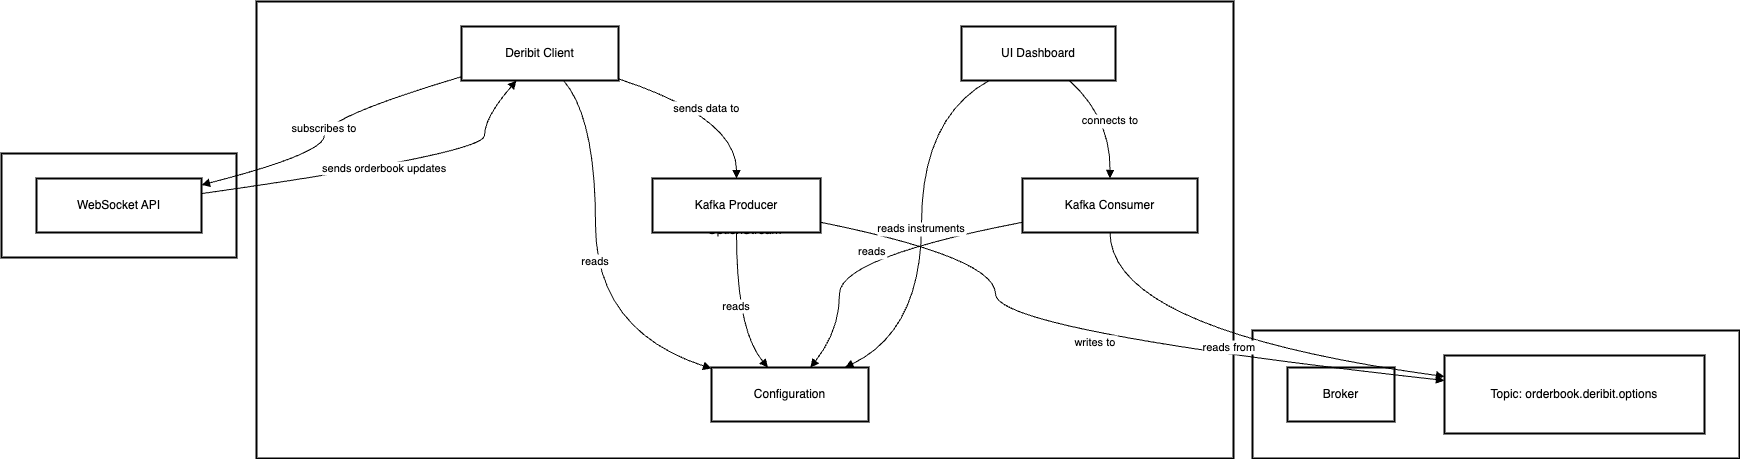 Deribit Client
UI Dashboard
sends data to
connects to
subscribes to
sends orderbook updates
WebSocket API
Kafka Producer
Kafka Consumer
reads instruments
reads
reads
reads
writes to
reads from
Configuration
Broker
Topic: orderbook.deribit.options